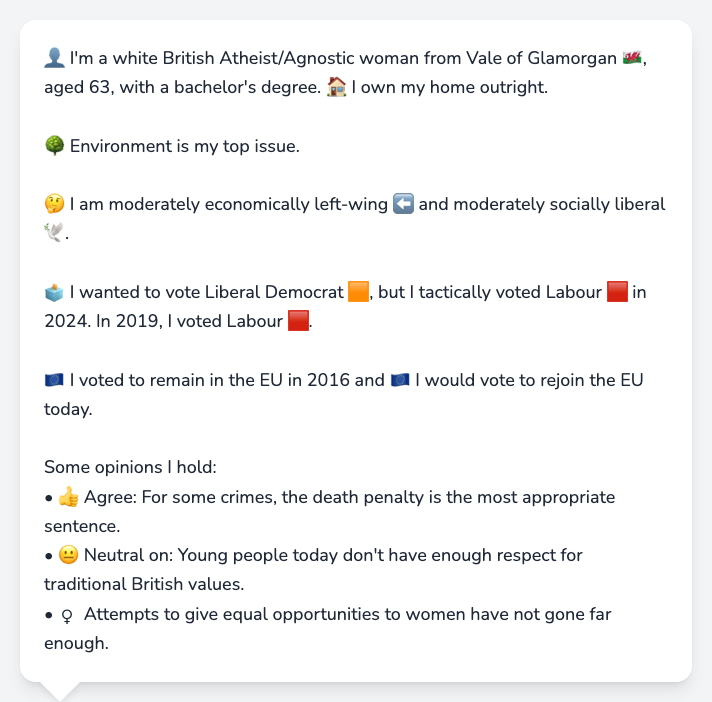 👤 I'm a white British Atheist/Agnostic woman from Vale of Glamorgan 🏴󠁧󠁢󠁷󠁬󠁳󠁿,
aged 63, with a bachelor's degree. 🏠 I own my home outright.
🌳 Environment is my top issue.
🤔 I am moderately economically left-wing ⬅️ and moderately socially liberal
🕊️.
🗳️ I wanted to vote Liberal Democrat 🟧, but I tactically voted Labour 🟥 in
2024. In 2019, I voted Labour 🟥.
🇪🇺 I voted to remain in the EU in 2016 and 🇪🇺 I would vote to rejoin the EU
today.
Some opinions I hold:
• 👍 Agree: For some crimes, the death penalty is the most appropriate
sentence.
• 😐 Neutral on: Young people today don't have enough respect for
traditional British values.
• ♀ Attempts to give equal opportunities to women have not gone far
enough.